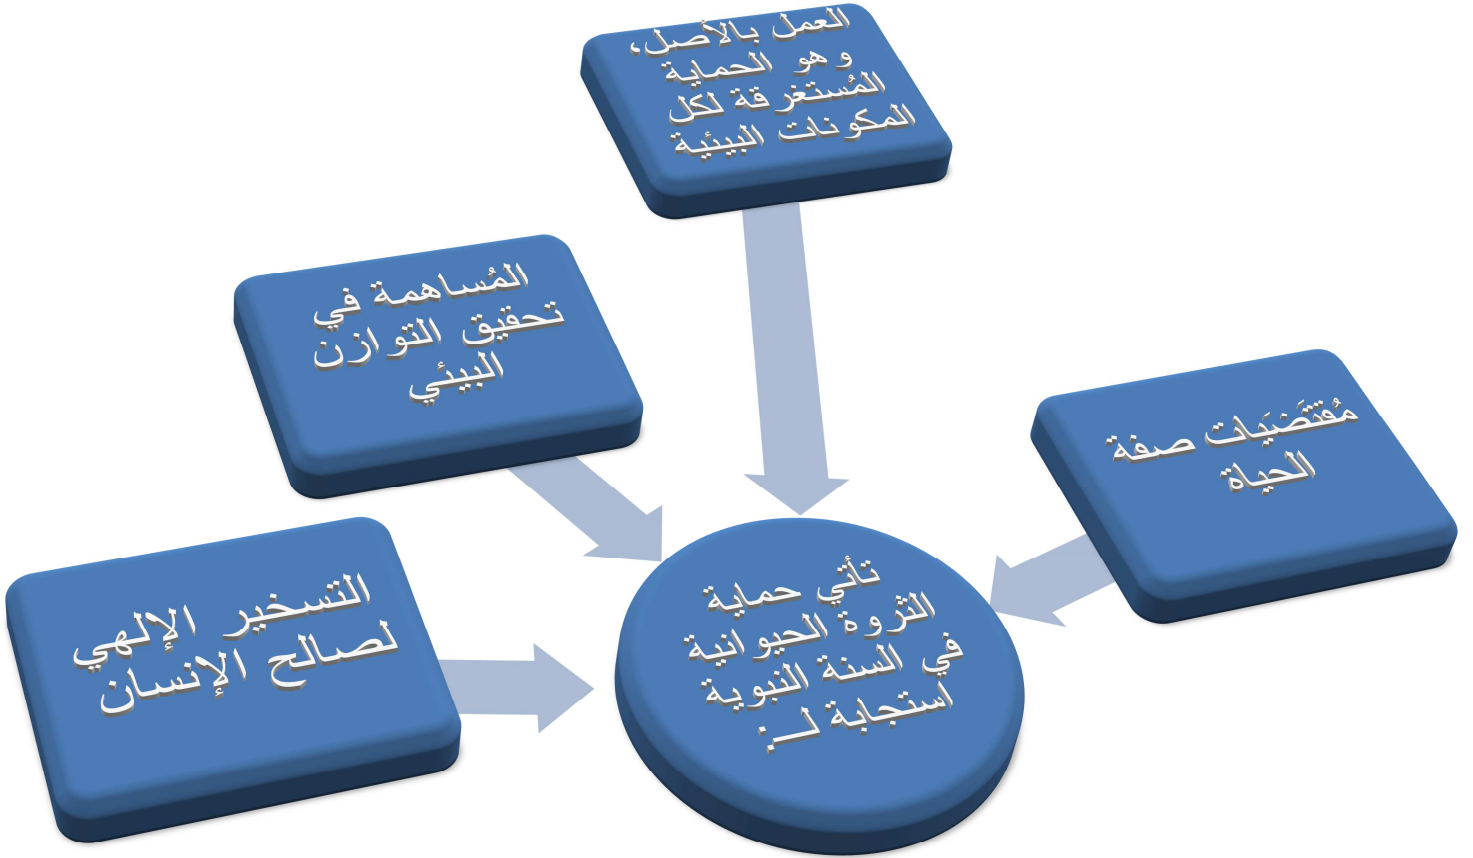 العمل بالأصل،
وهو الحماية
المُستغرقة لكل
المكونات البيئية
المُساهمة في
تحقيق التوازن
البيئي
مُقتَضَيَات صفة
الحياة
التسخير الإلهي
لصالح الإنسان
تأتي حماية
الثروة الحيوانية
في السنة النبوية
استجابة لــ: